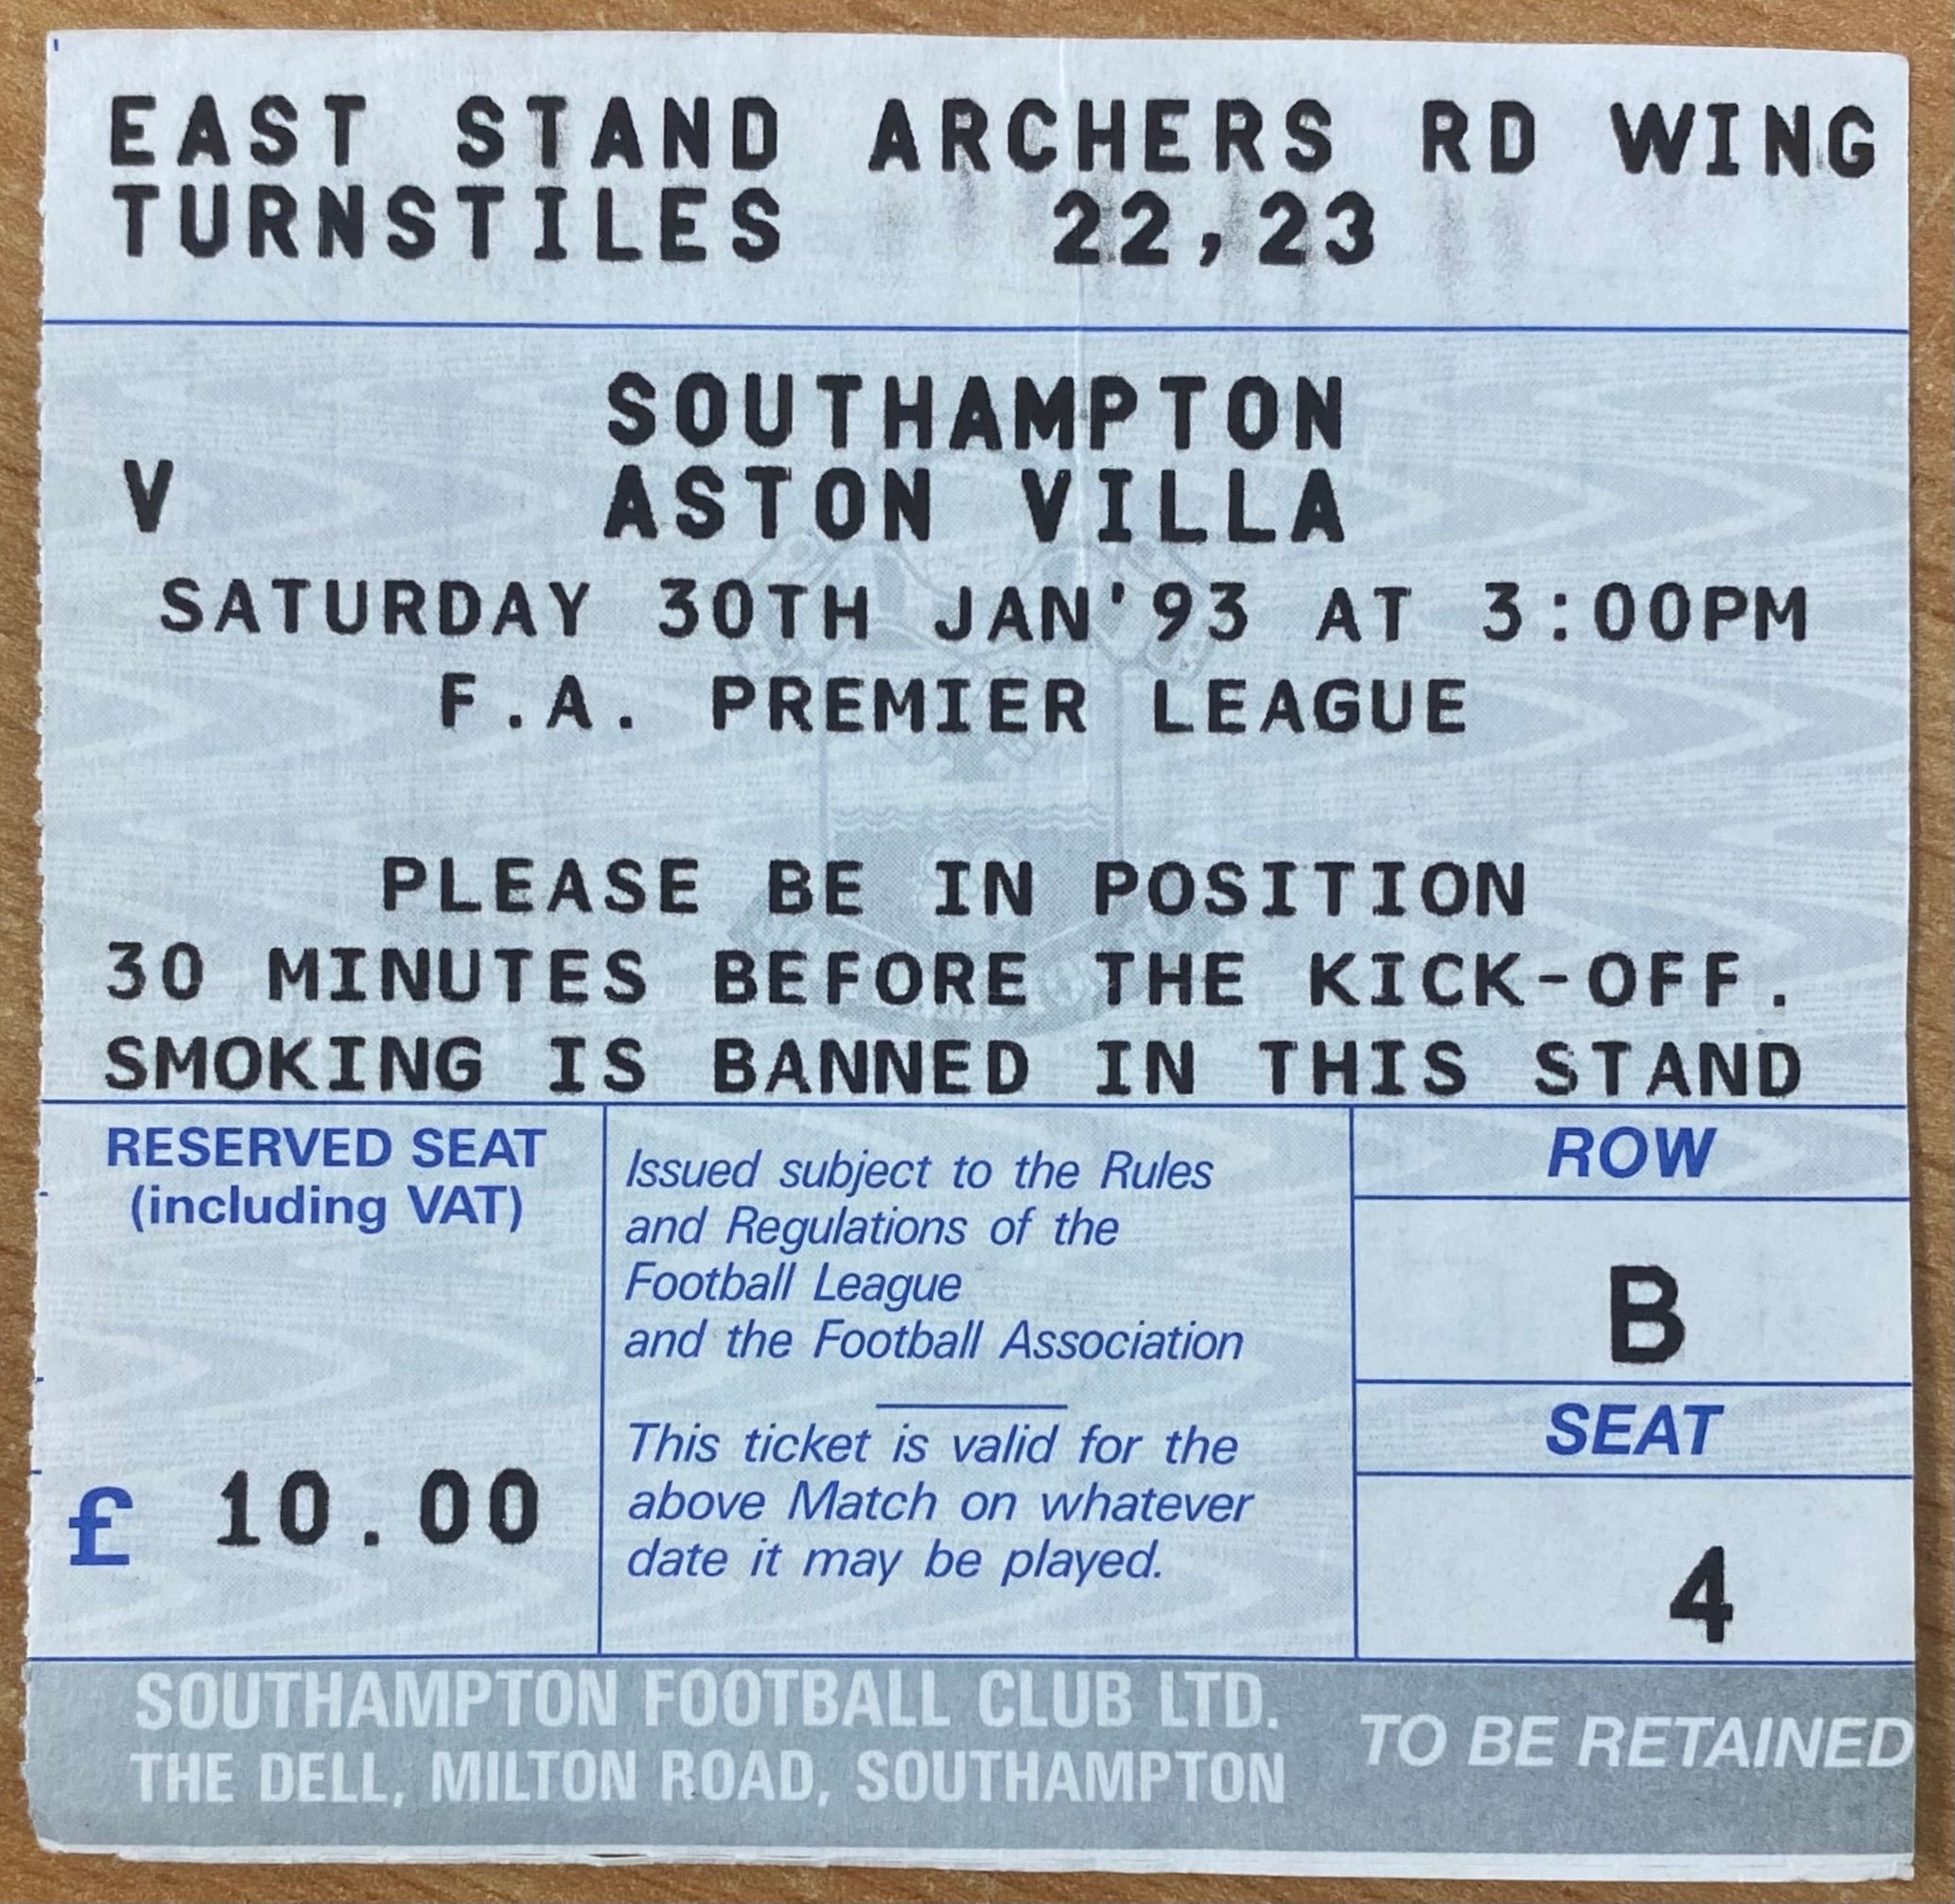 EAST STAND ARCHERS RD WING
TURNSTILES 22,23
SOUTHAMPTON
V ASTON VILLA
SATURDAY 30TH JAN'93 AT 3:00PM
F.A. PREMIER LEAGUE
PLEASE BE IN POSITION
30 MINUTES BEFORE THE KICK-OFF.
SMOKING IS BANNED IN THIS STAND
RESERVED SEAT
(including VAT)
£ 10.00
Issued subject to the Rules
and Regulations of the
Football League
and the Football Association
This ticket is valid for the
above Match on whatever
date it may be played.
ROW
B
SEAT
4
SOUTHAMPTON FOOTBALL CLUB LTD.
THE DELL, MILTON ROAD, SOUTHAMPTON
TO BE RETAINED